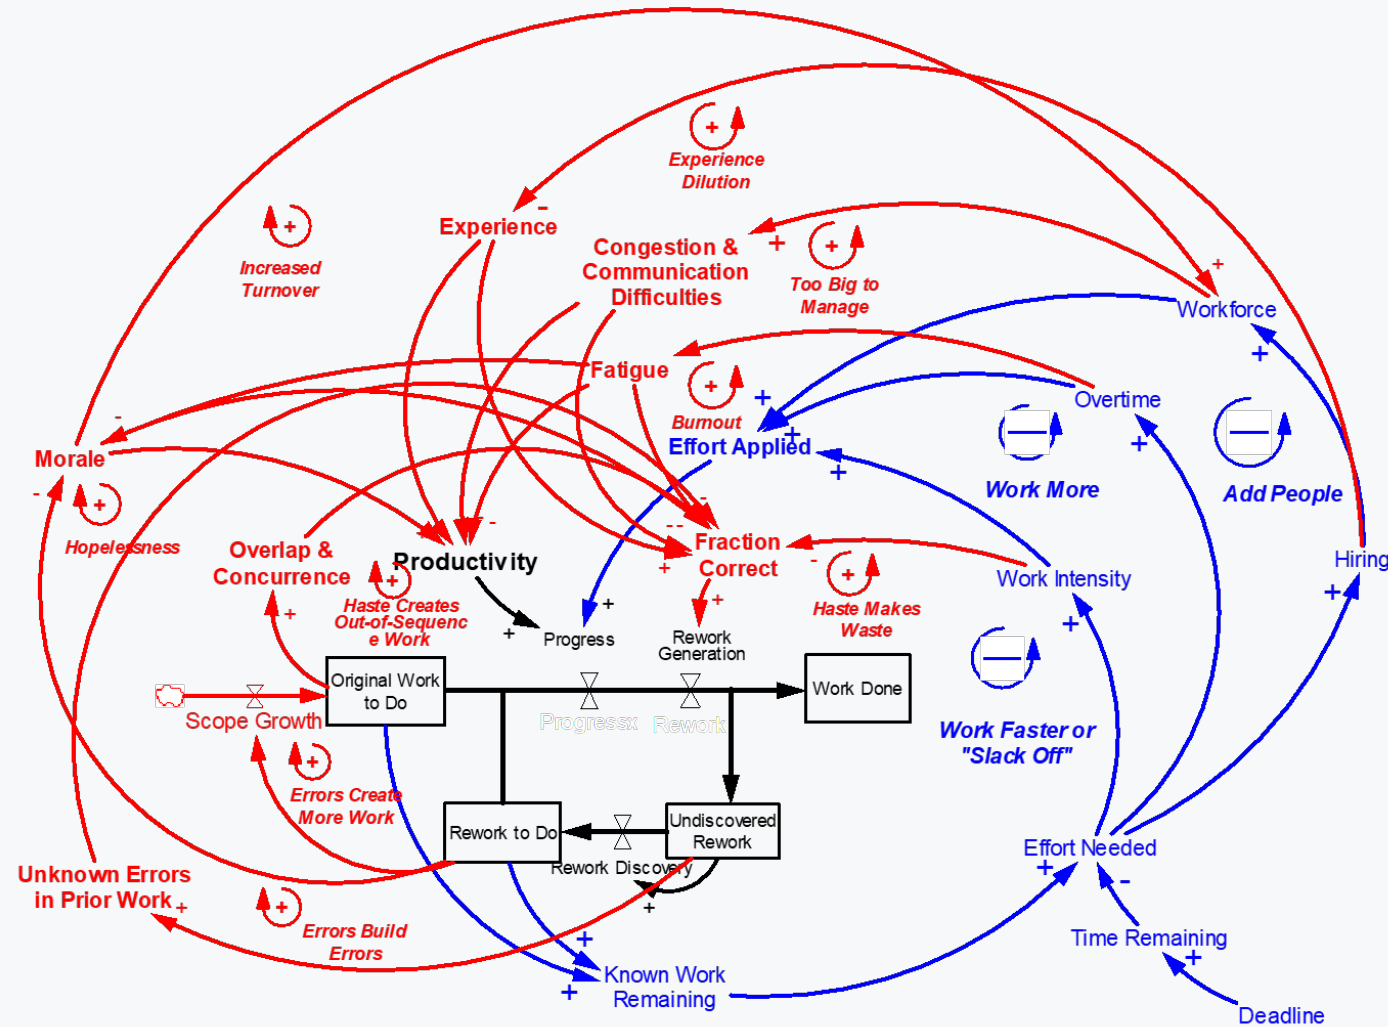 Experience
Dilution
Experience
Increased
Turnover
Congestion &
Communication
Difficulties
Too Big to
Manage
Workforce
Fatigue
Burnout
Overtime
Effort Applied
Morale
Work More
Add People
Hopelessness
Overlap &
Concurrence
Productivity
Fraction
Correct
Work Intensity
Hiring
Haste Creates
Out-of-Sequenc
e Work
Haste Makes
Waste
Progress
Rework
Generation
Original Work
to Do
Work Done
Scope Growth
Progressx
Rework
Work Faster or
"Slack Off"
Errors Create
More Work
Rework to Do
Undiscovered
Rework
Rework Discovery
Effort Needed
Unknown Errors
in Prior Work
Errors Build
Errors
Time Remaining
Known Work
Remaining
Deadline